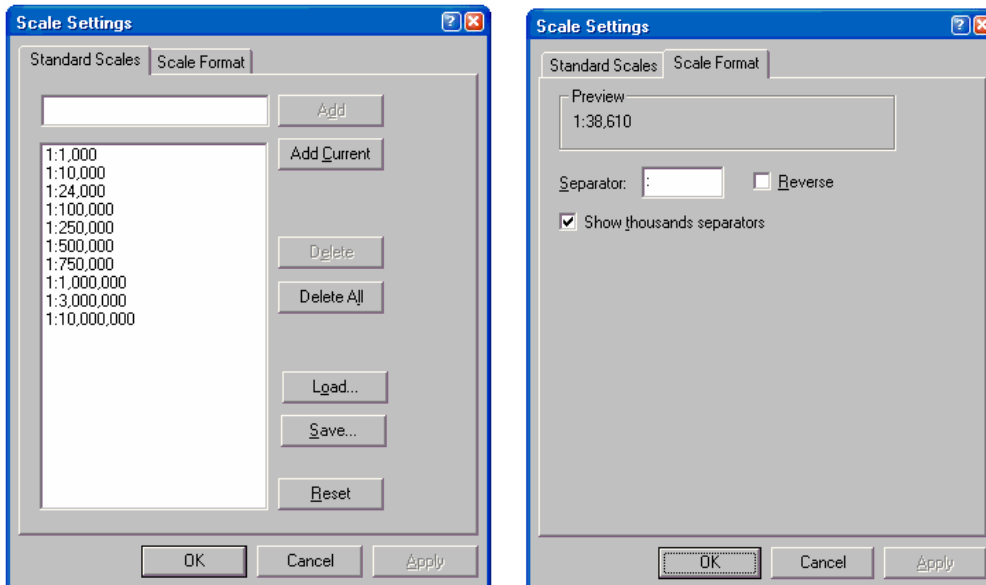 Scale Settings
Standard Scales
Scale Format
Add
1:1,000
1:10,000
1:24,000
1:100,000
1:250,000
1:500,000
1:750,000
1:1,000,000
1:3,000,000
1:10,000,000
Add Current
Delete
Delete All
Load...
Save...
Reset
OK
Cancel
Apply
Scale Settings
Standard Scales
Scale Format
Preview
1:38,610
Separator: :
Reverse
Show thousands separators
OK
Cancel
Apply